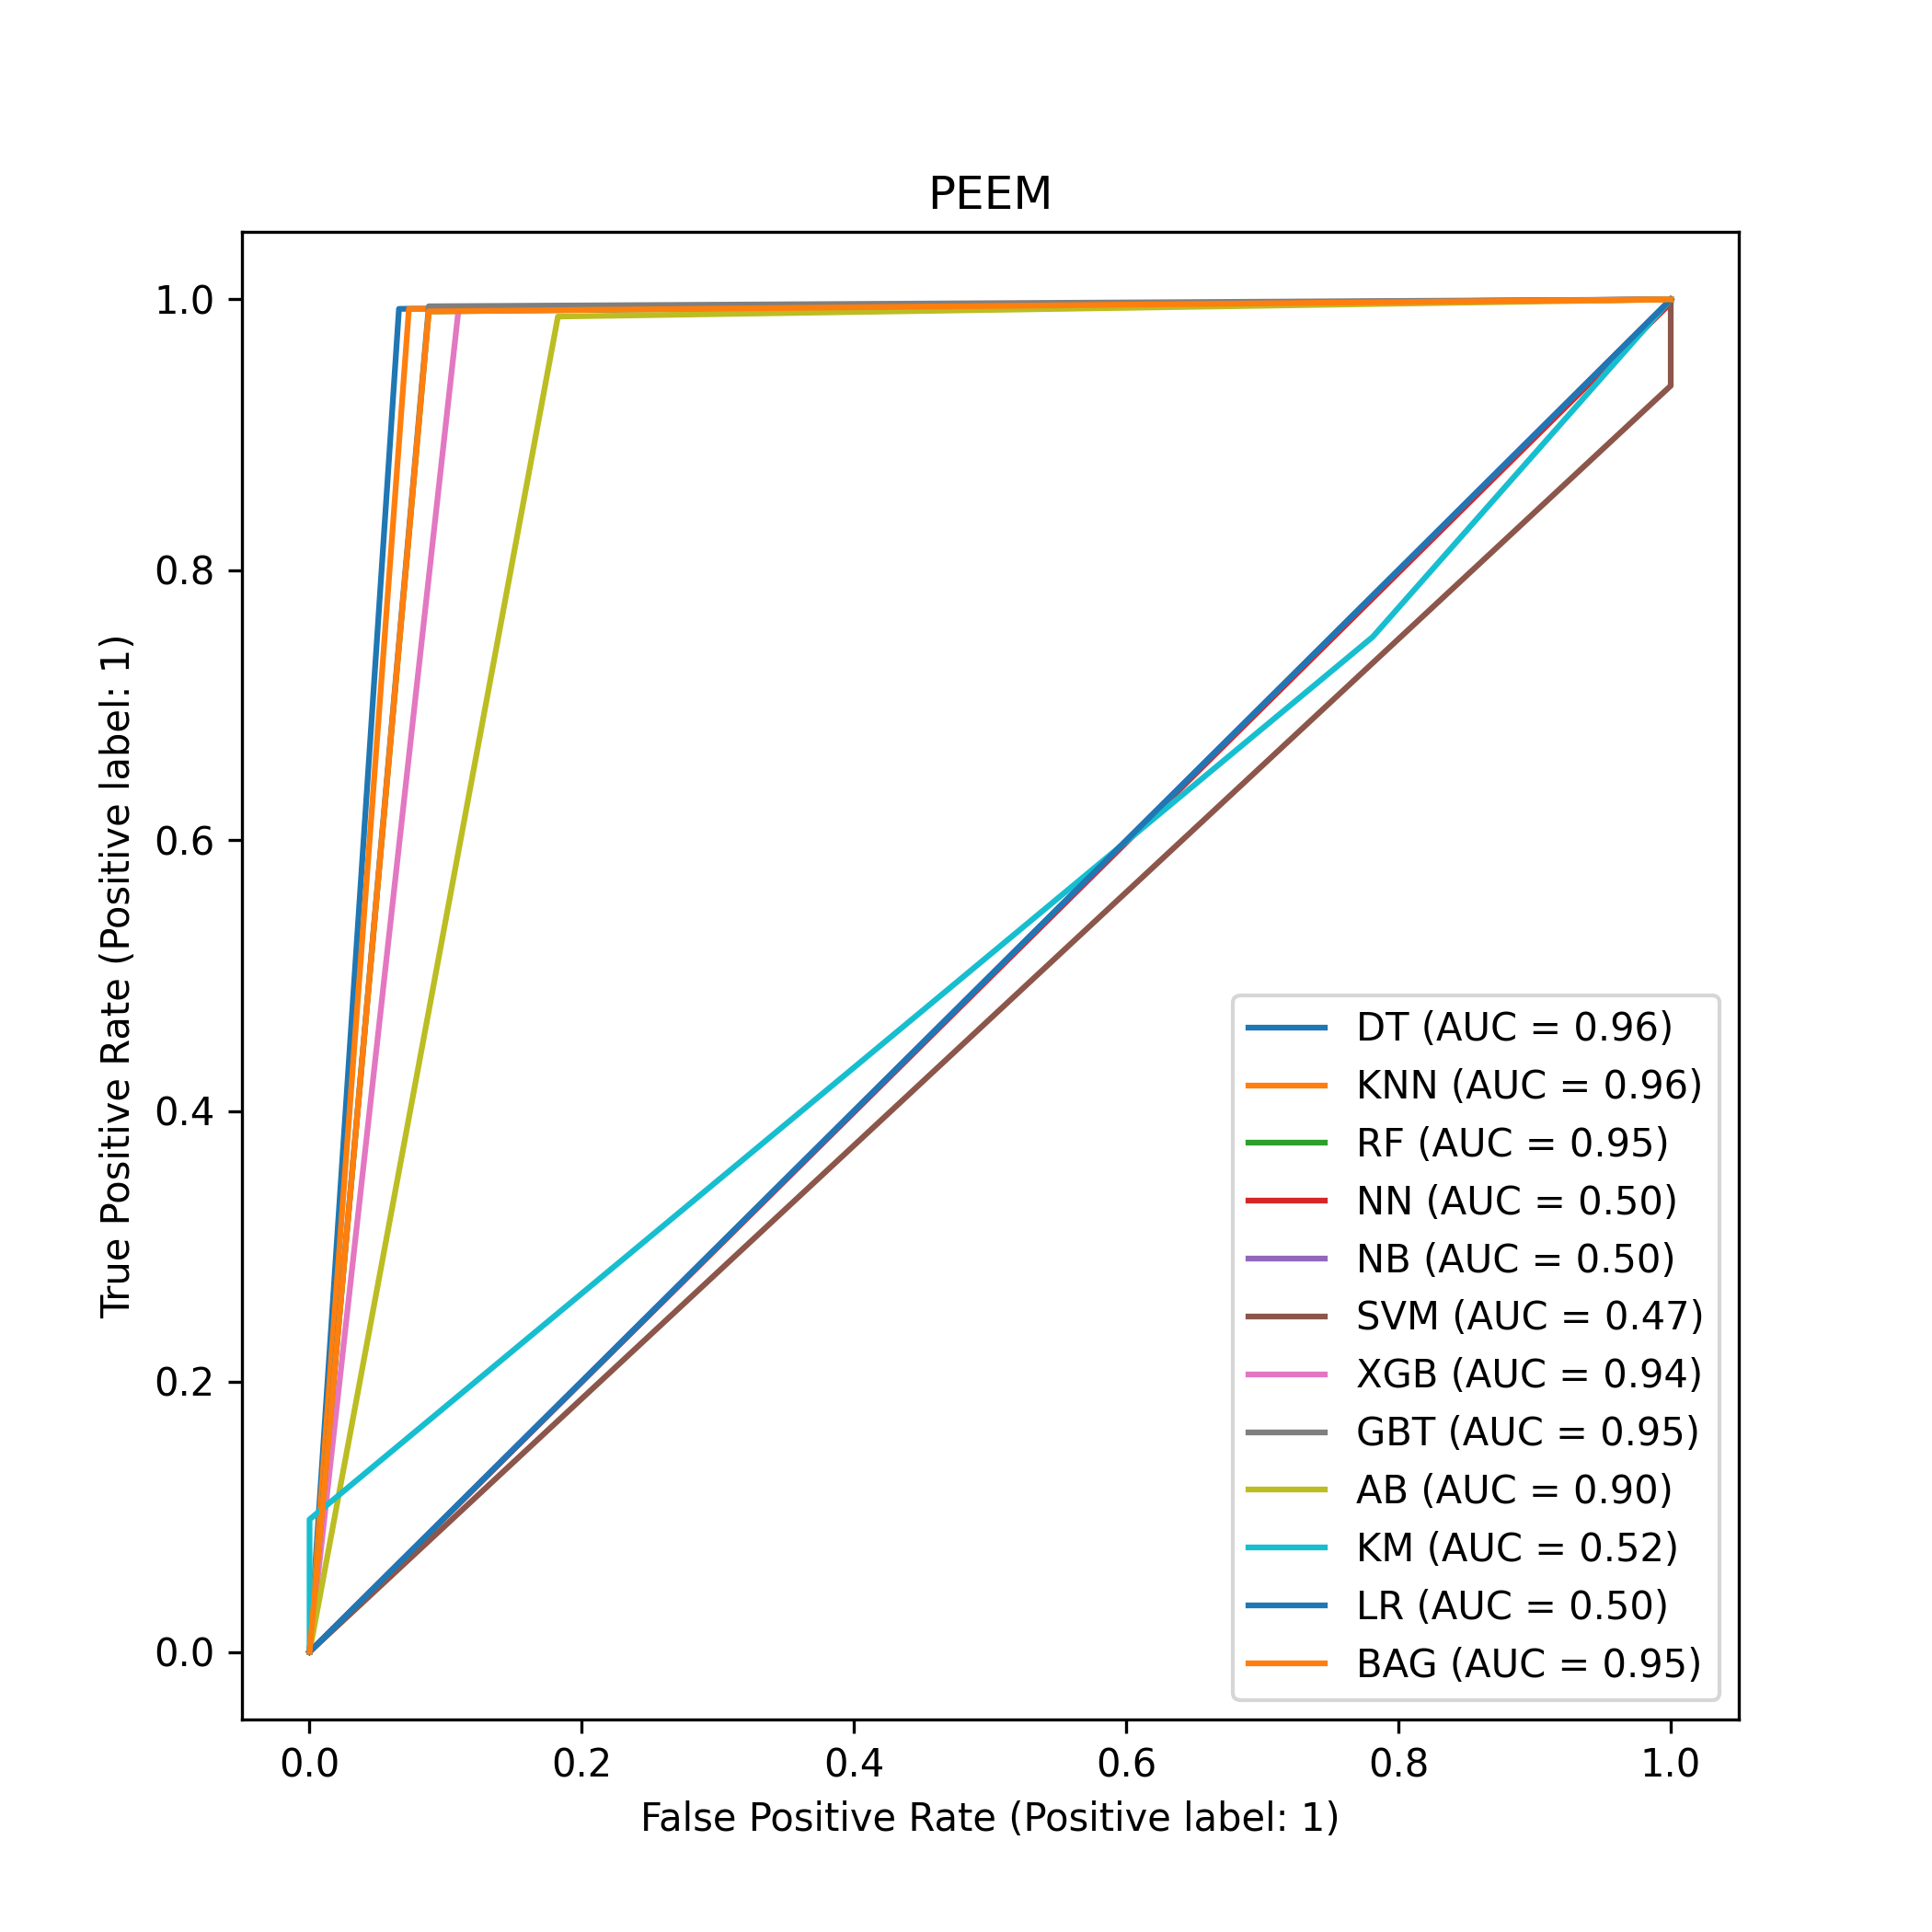 PEEM
1.0
0.8
0.6
0.4
0.2
0.0
True Positive Rate (Positive label: 1)
DT (AUC = 0.96)
KNN (AUC = 0.96)
RF (AUC = 0.95)
NN (AUC = 0.50)
NB (AUC = 0.50)
SVM (AUC = 0.47)
XGB (AUC = 0.94)
GBT (AUC = 0.95)
AB (AUC = 0.90)
KM (AUC = 0.52)
LR (AUC = 0.50)
BAG (AUC = 0.95)
0.0 0.2 0.4 0.6 0.8 1.0
False Positive Rate (Positive label: 1)